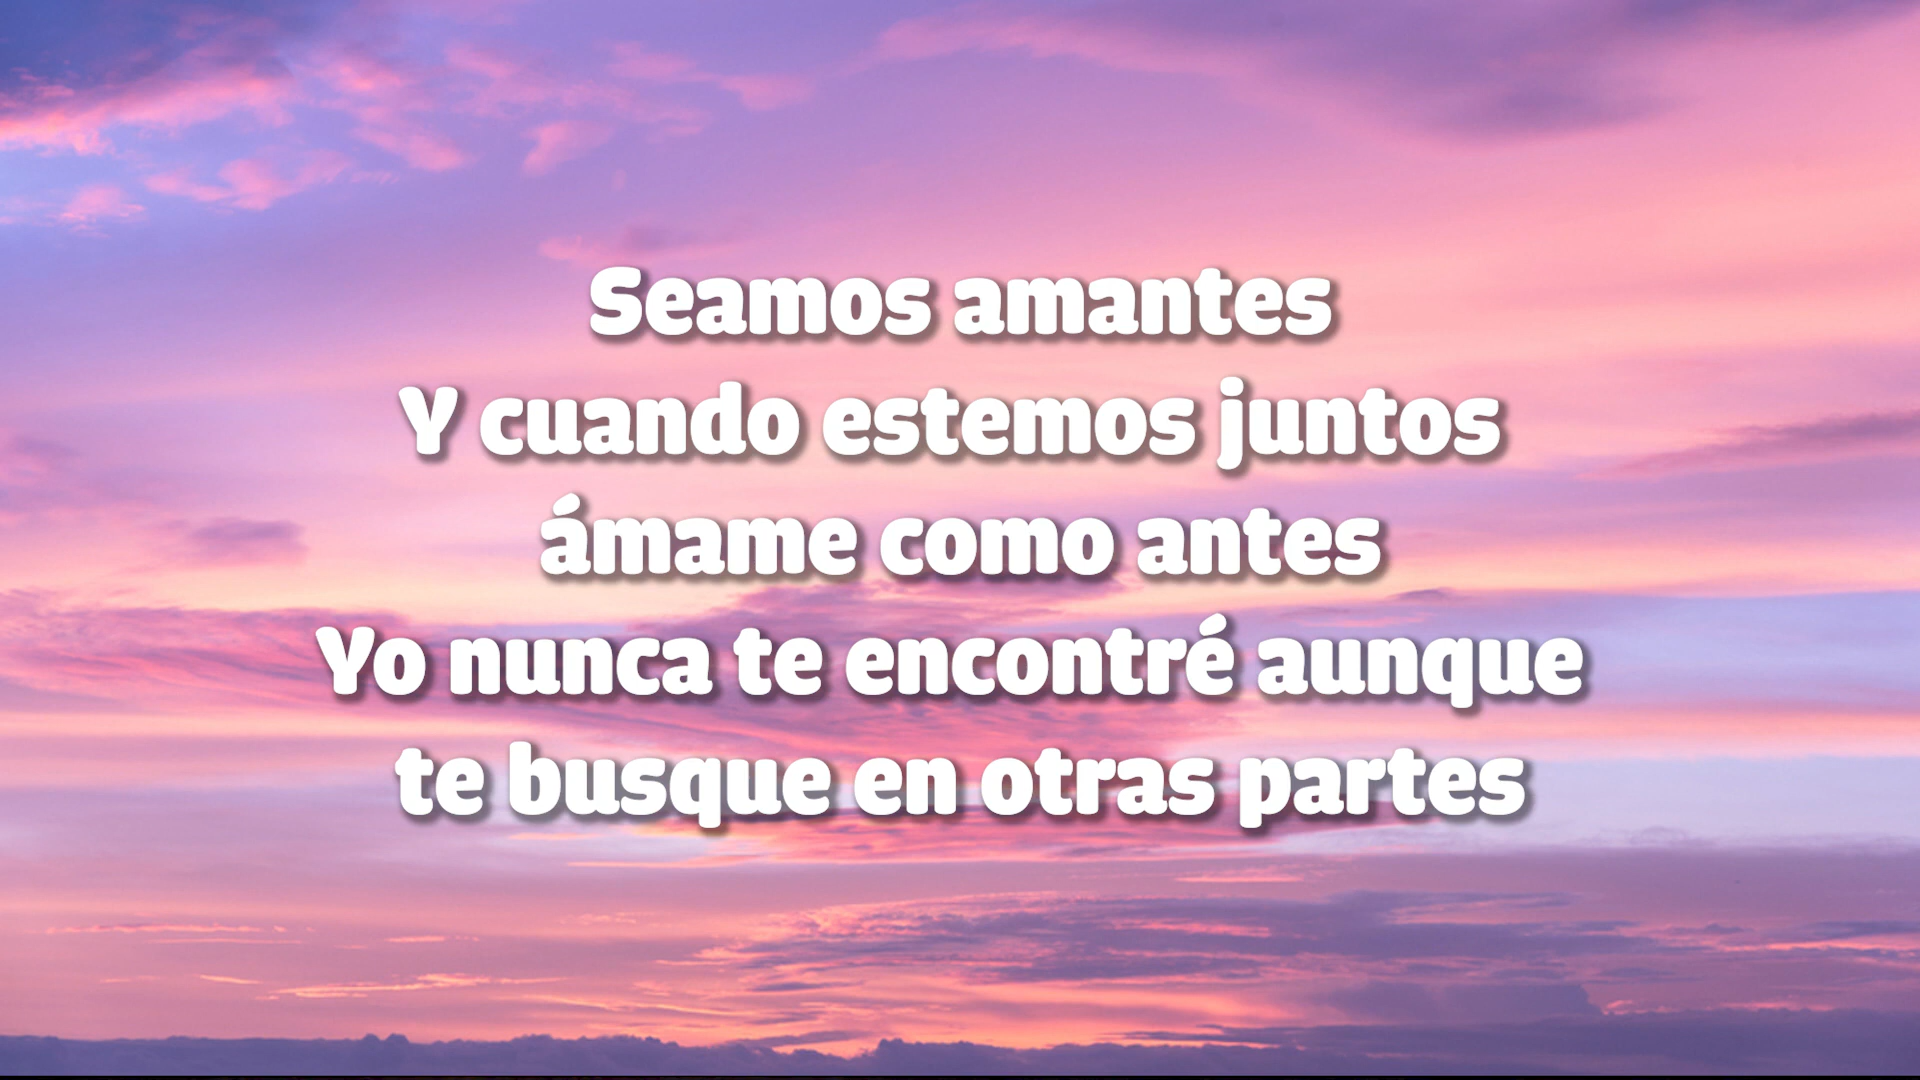 Seamos amantes
Y cuando estemos juntos
ámame como antes
Yo nunca te encontré aunque
te busque en otras partes